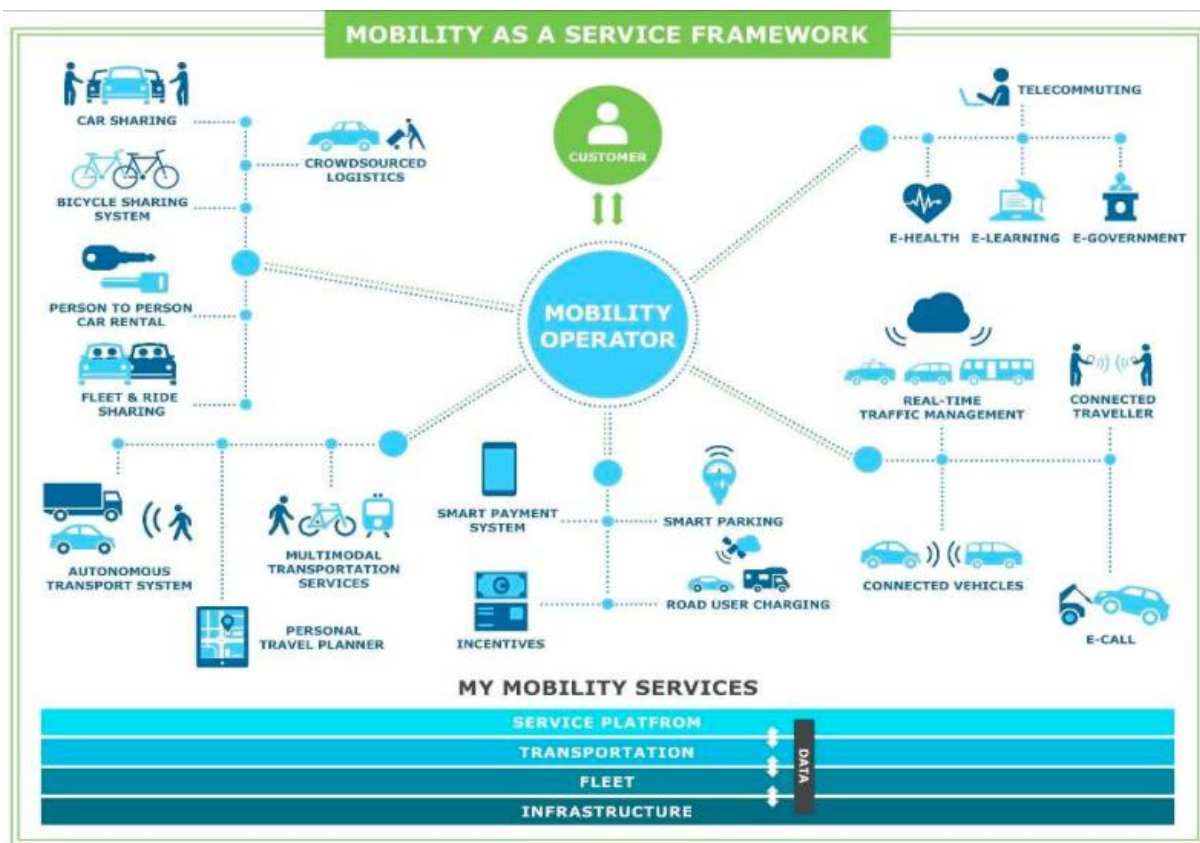 MOBILITY AS A SERVICE FRAMEWORK
CUSTOMER
MOBILITY
OPERATOR
CAR SHARING
CROWDSOURCED
LOGISTICS
BICYCLE SHARING
SYSTEM
PERSON TO PERSON
CAR RENTAL
FLEET & RIDE
SHARING
TELECOMMUTING
E-HEALTH
E-LEARNING
E-GOVERNMENT
REAL-TIME
TRAFFIC MANAGEMENT
CONNECTED
TRAVELLER
CONNECTED VEHICLES
E-CALL
AUTONOMOUS
TRANSPORT SYSTEM
MULTIMODAL
TRANSPORTATION
SERVICES
PERSONAL
TRAVEL PLANNER
SMART PAYMENT
SYSTEM
SMART PARKING
INCENTIVES
ROAD USER CHARGING
MY MOBILITY SERVICES
SERVICE PLATFROM
TRANSPORTATION
FLEET
INFRASTRUCTURE
DATA